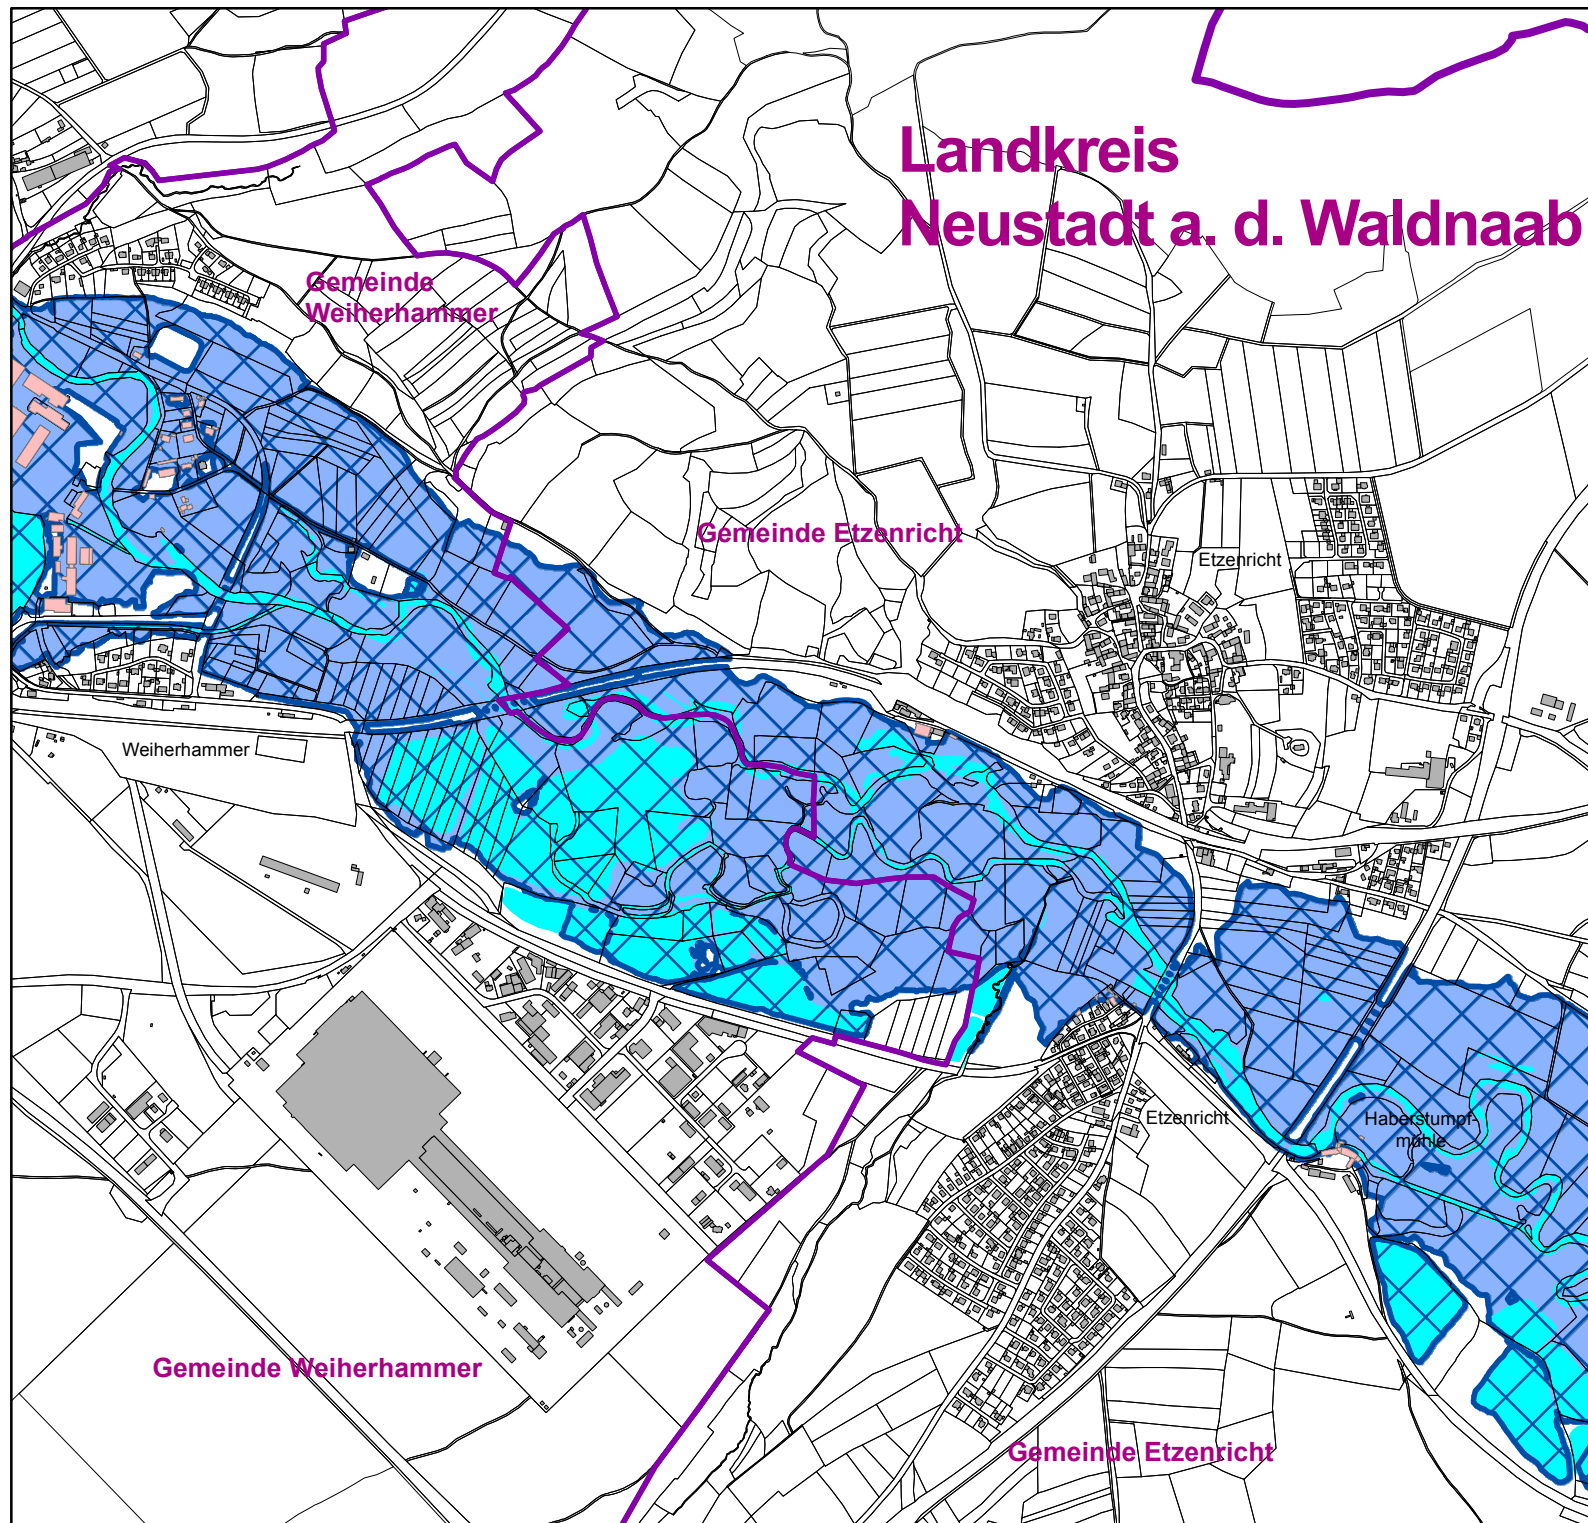 Landkreis
Neustadt a. d. Waldnaab
Gemeinde
Weiherhammer
Gemeinde Etzenricht
Etzenricht
Weiherhammer
Etzenricht
Haberstumpf-
mühle
Gemeinde Weiherhammer
Gemeinde Etzenricht